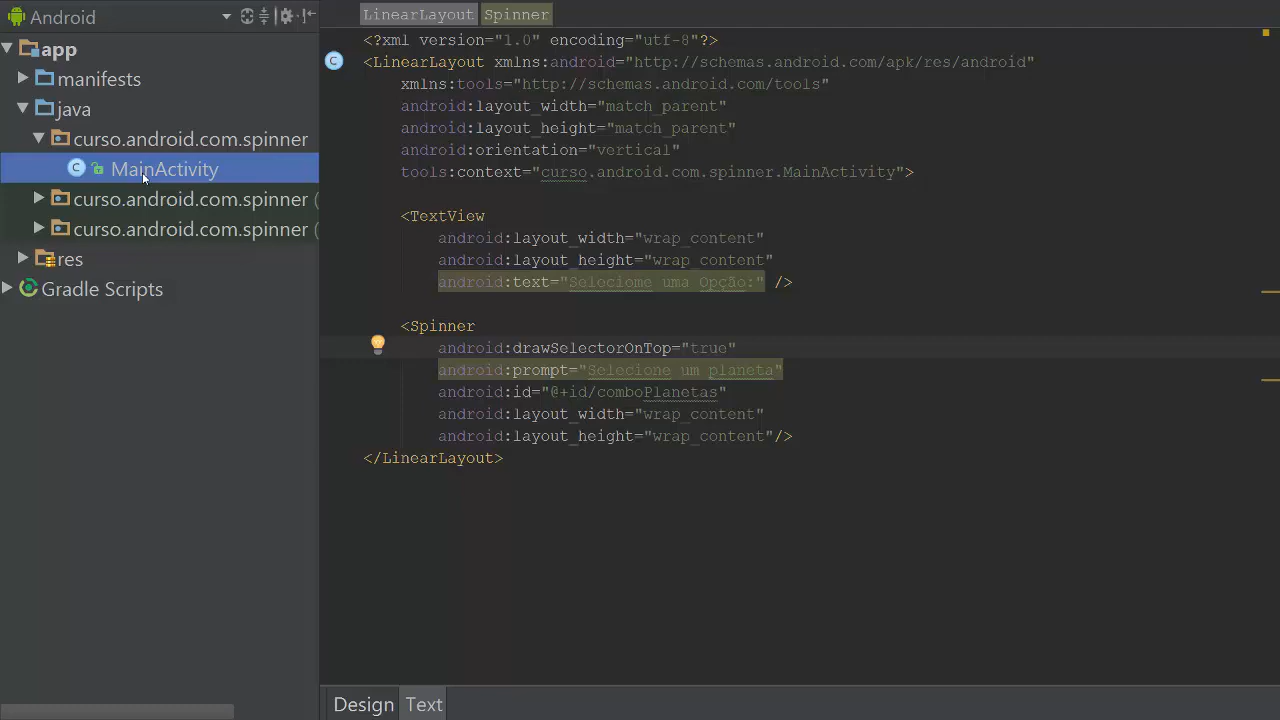 Android
app
manifests
java
curso.android.com.spinner
MainActivity
curso.android.com.spinner (
curso.android.com.spinner (
res
Gradle Scripts
LinearLayout
Spinner
<?xml version="1.0" encoding="utf-8"?>
<LinearLayout xmlns:android="http://schemas.android.com/apk/res/android"
xmlns:tools="http://schemas.android.com/tools"
android:layout_width="match_parent"
android:layout_height="match_parent"
android:orientation="vertical"
tools:context="curso.android.com.spinner.MainActivity">
<TextView
android:layout_width="wrap_content"
android:layout_height="wrap_content"
android:text="Selecione uma Opção:" />
<Spinner
android:drawSelectorOnTop="true"
android:prompt="Selecione um planeta"
android:id="@+id/comboPlanetas"
android:layout_width="wrap_content"
android:layout_height="wrap_content"/>
</LinearLayout>
Design
Text